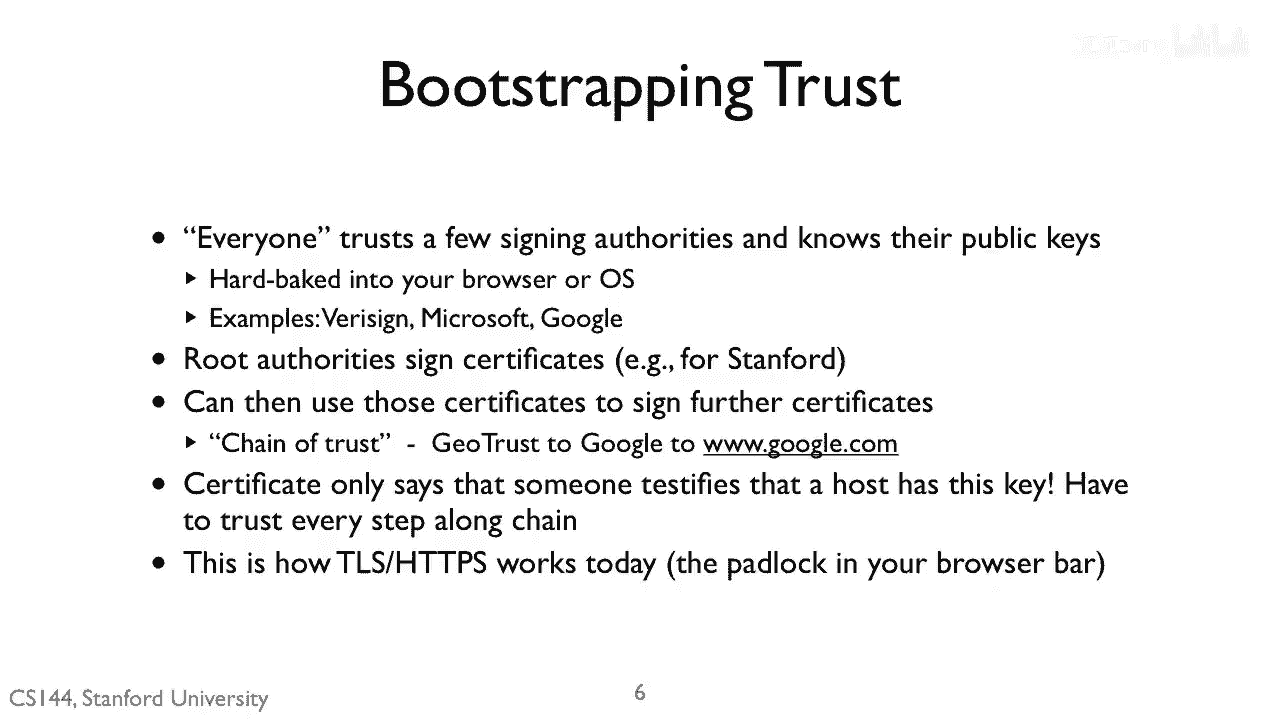 Bootstrapping Trust
• “Everyone” trusts a few signing authorities and knows their public keys
‣ Hard-baked into your browser or OS
‣ Examples: Verisign, Microsoft, Google
• Root authorities sign certificates (e.g., for Stanford)
• Can then use those certificates to sign further certificates
‣ “Chain of trust” - GeoTrust to Google to www.google.com
• Certificate only says that someone testifies that a host has this key! Have
to trust every step along chain
• This is how TLS/HTTPS works today (the padlock in your browser bar)
CS144, Stanford University
6